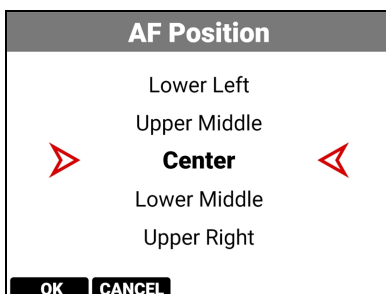 AF Position
Lower Left
Upper Middle
Center
Lower Middle
Upper Right
OK CANCEL